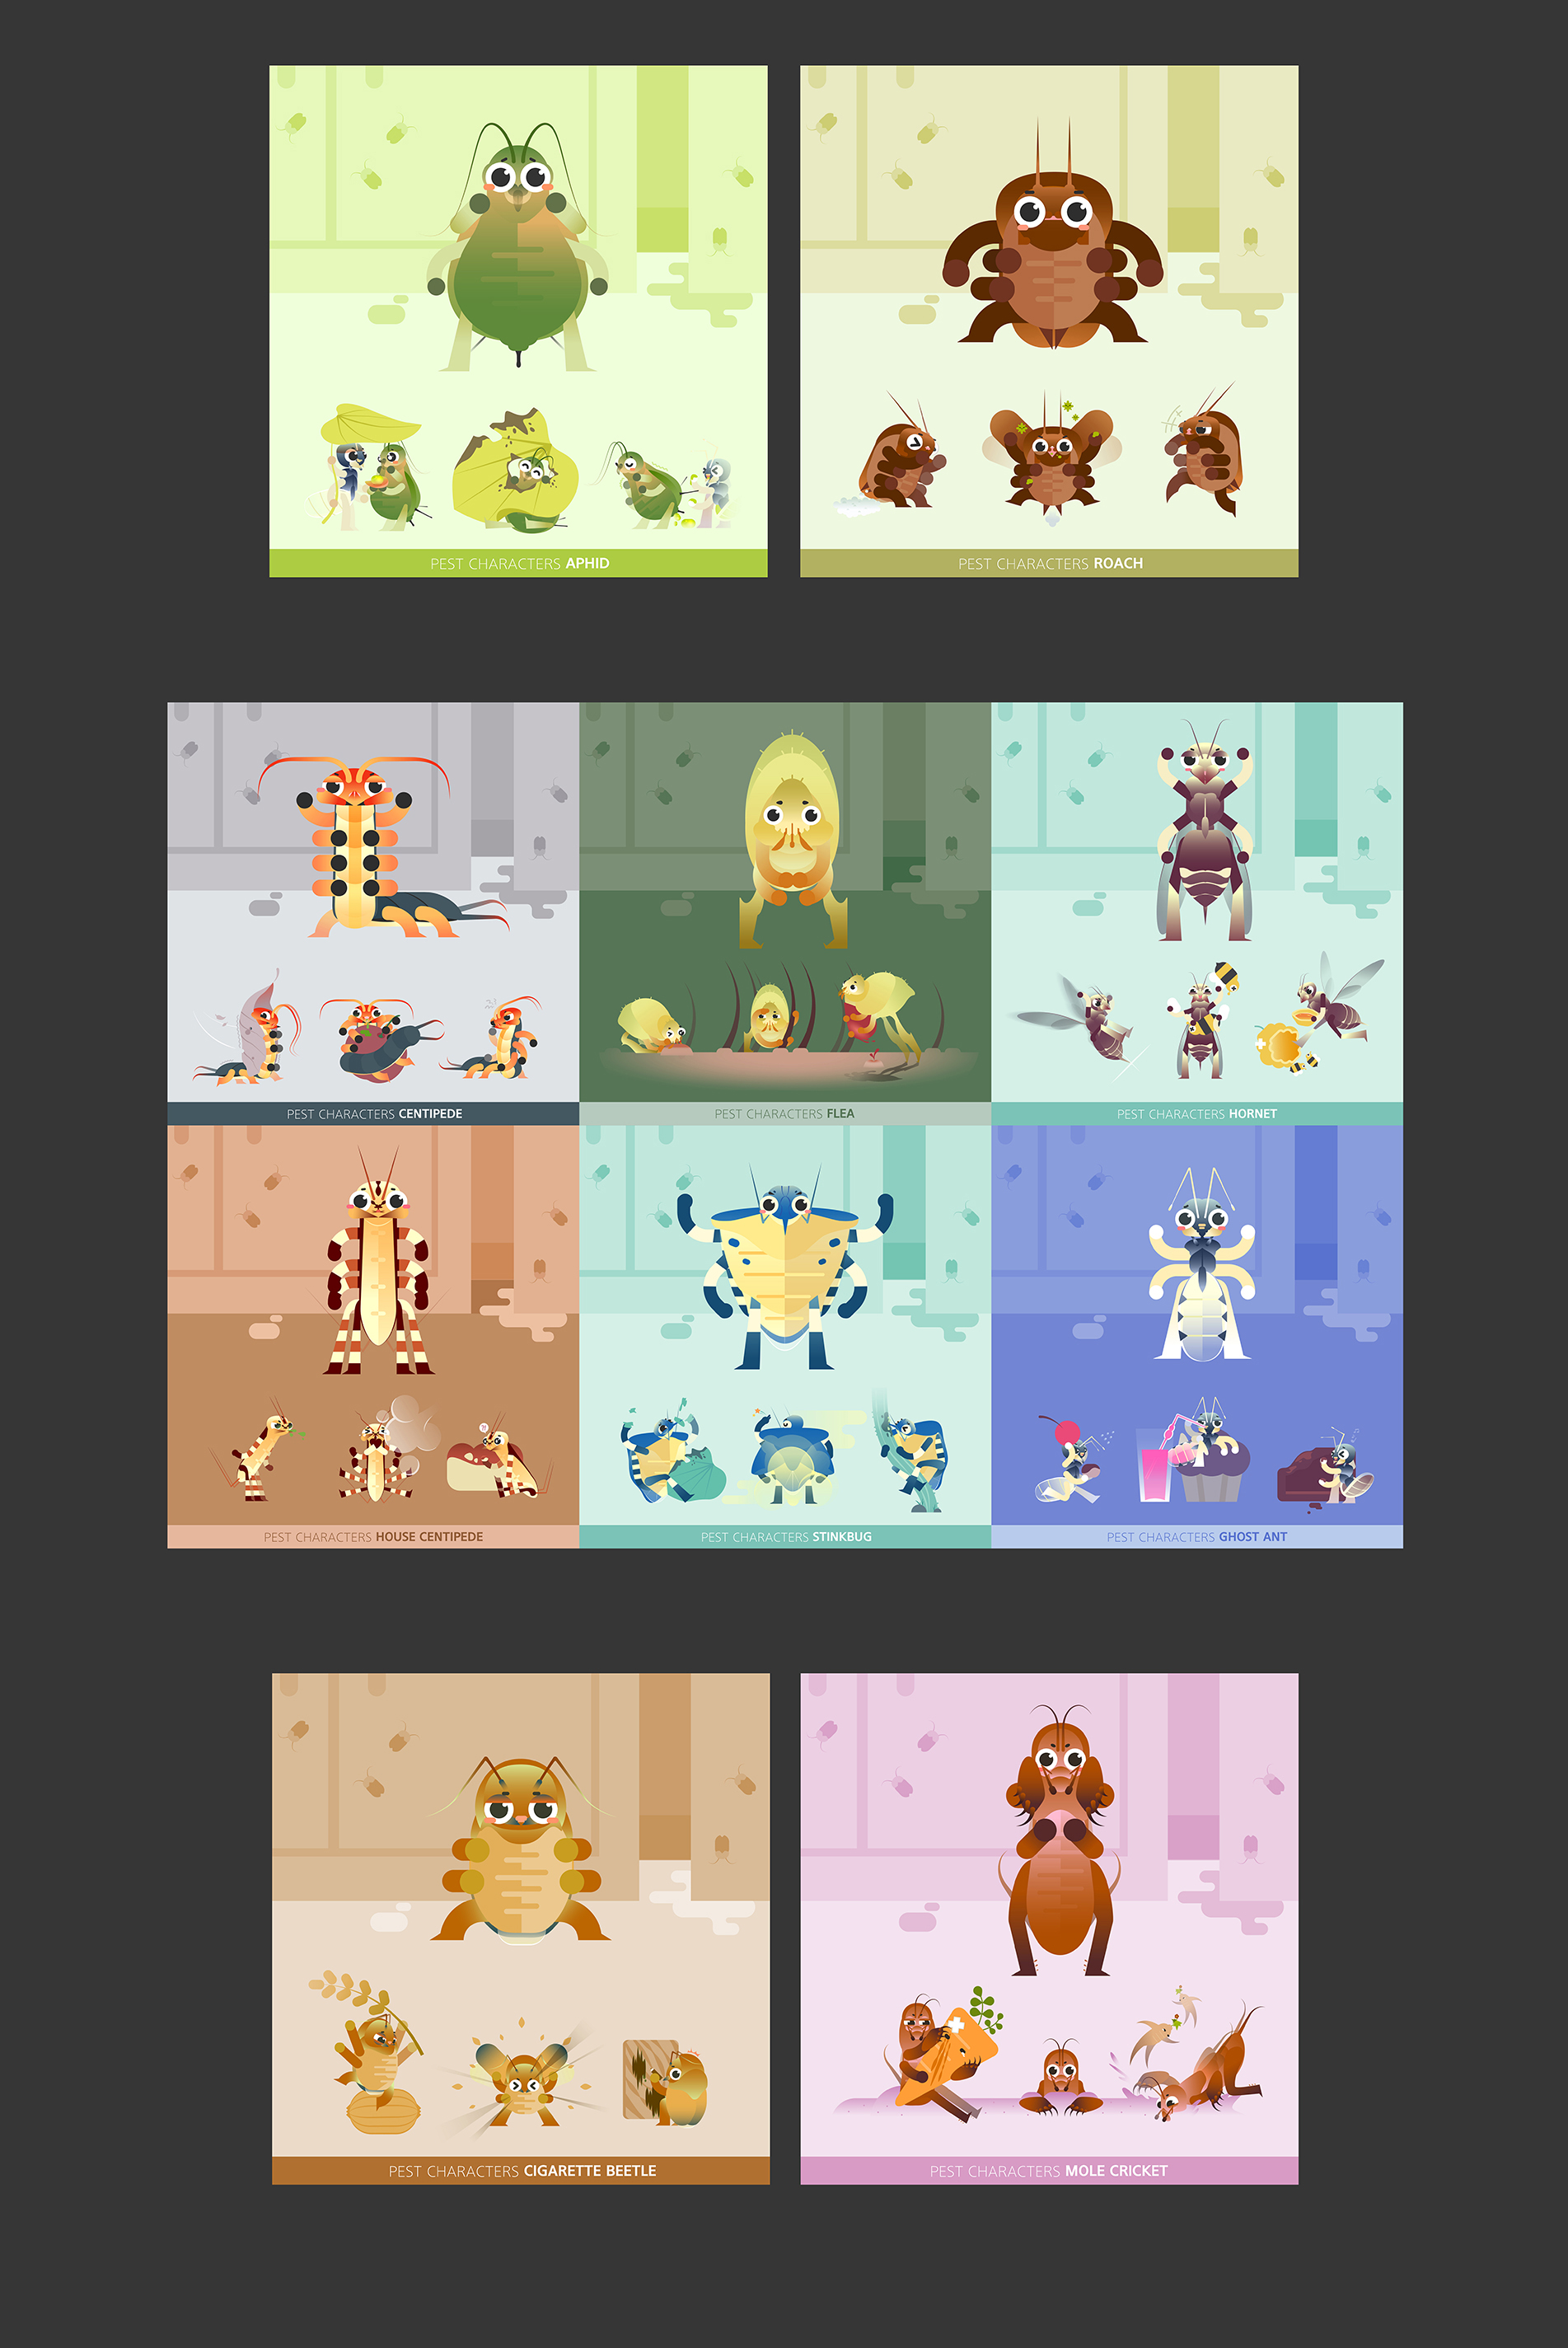 PEST CHARACTERS APHID
PEST CHARACTERS ROACH
PEST CHARACTERS CENTIPEDE
PEST CHARACTERS FLEA
PEST CHARACTERS HORNET
PEST CHARACTERS HOUSE CENTIPEDE
PEST CHARACTERS STINKBUG
PEST CHARACTERS GHOST ANT
PEST CHARACTERS CIGARETTE BEETLE
PEST CHARACTERS MOLE CRICKET